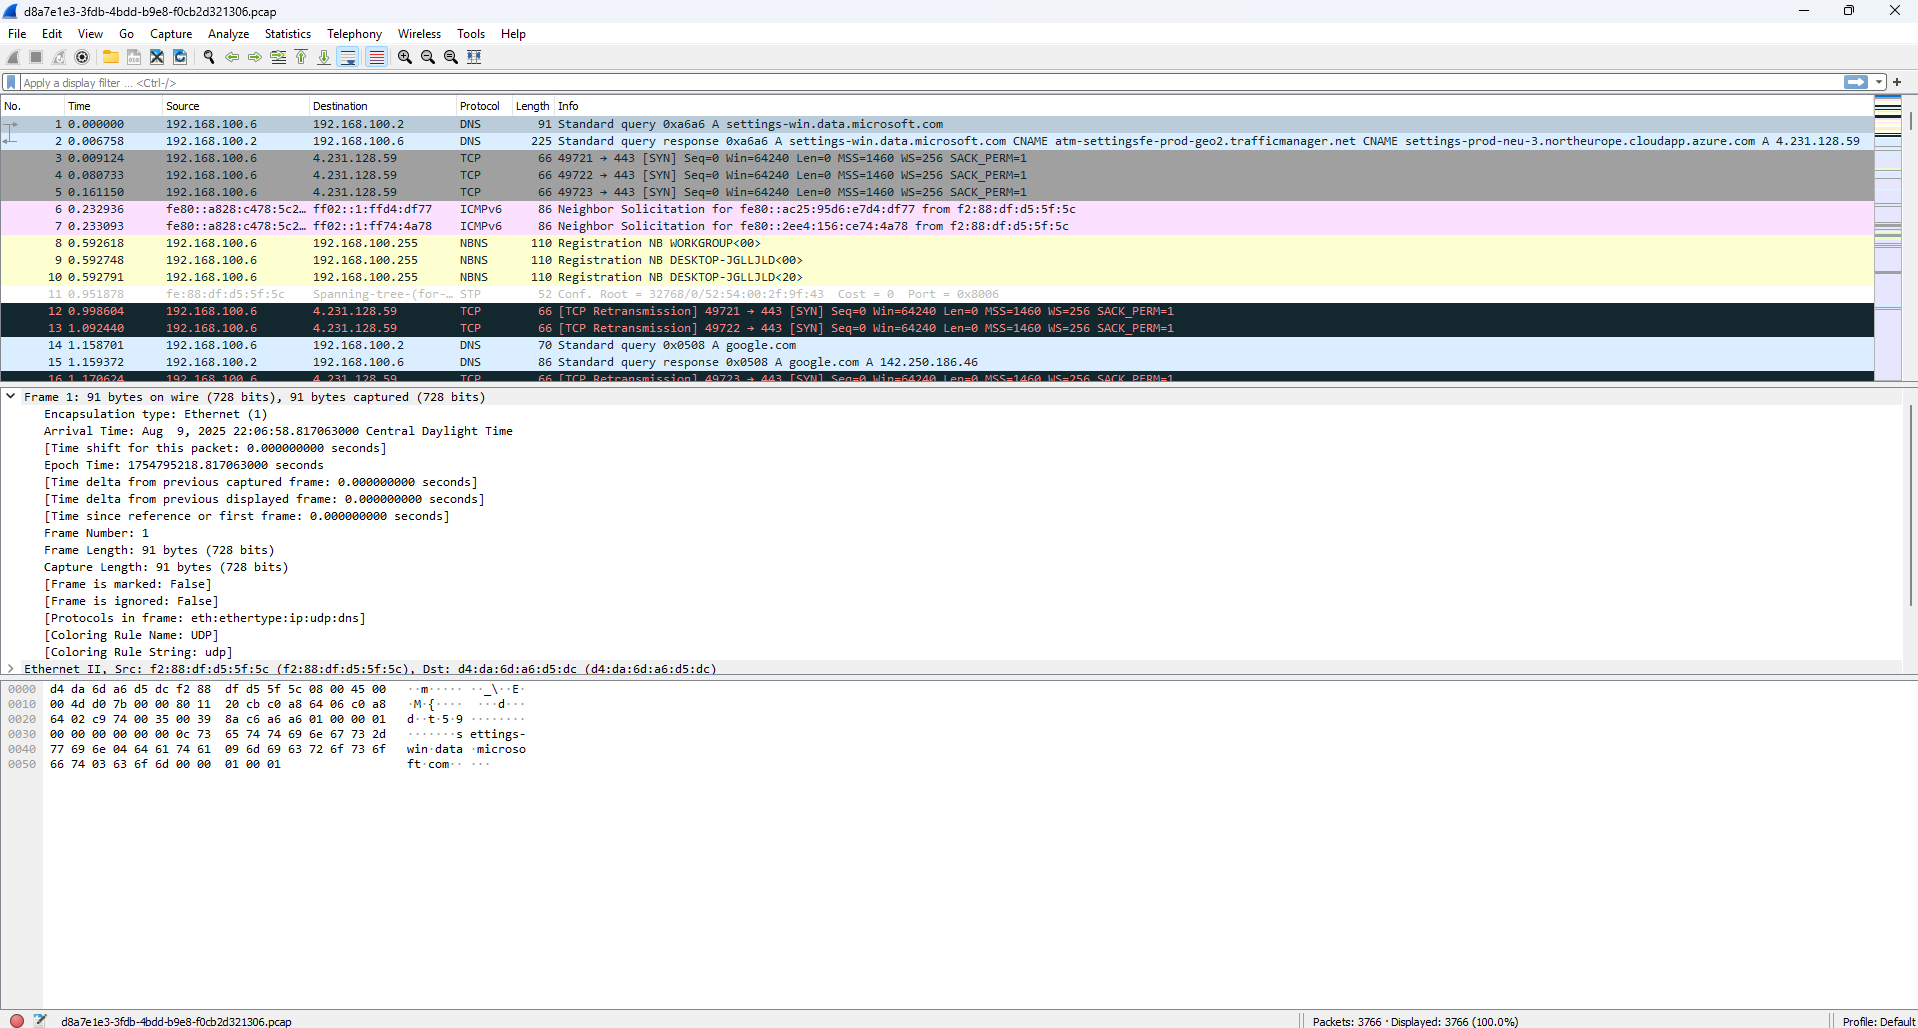 d8a7e1e3-3fdb-4bdd-b9e8-f0cb2d321306.pcap
File Edit View Go Capture Analyze Statistics Telephony Wireless Tools Help
Apply a display filter ... <Ctrl-/>
No. Time Source Destination Protocol Length Info
1 0.000000 192.168.100.6 192.168.100.2 DNS 91 Standard query 0xa6a6 A settings-win.data.microsoft.com
2 0.006758 192.168.100.2 192.168.100.6 DNS 225 Standard query response 0xa6a6 A settings-win.data.microsoft.com CNAME atm-settingsfe-prod-geo2.trafficmanager.net CNAME settings-prod-neu-3.northeurope.cloudapp.azure.com A 4.231.128.59
3 0.009124 192.168.100.6 4.231.128.59 TCP 66 49721 → 443 [SYN] Seq=0 Win=64240 Len=0 MSS=1460 WS=256 SACK_PERM=1
4 0.080733 192.168.100.6 4.231.128.59 TCP 66 49722 → 443 [SYN] Seq=0 Win=64240 Len=0 MSS=1460 WS=256 SACK_PERM=1
5 0.161150 192.168.100.6 4.231.128.59 TCP 66 49723 → 443 [SYN] Seq=0 Win=64240 Len=0 MSS=1460 WS=256 SACK_PERM=1
6 0.232936 fe80::a828:c478:5c2… ff02::1:ffd4:df77 ICMPv6 86 Neighbor Solicitation for fe80::ac25:95d6:e7d4:df77 from f2:88:df:d5:5f:5c
7 0.233093 fe80::a828:c478:5c2… ff02::1:ff74:4a78 ICMPv6 86 Neighbor Solicitation for fe80::2ee4:156:ce74:4a78 from f2:88:df:d5:5f:5c
8 0.592618 192.168.100.6 192.168.100.255 NBNS 110 Registration NB WORKGROUP<00>
9 0.592748 192.168.100.6 192.168.100.255 NBNS 110 Registration NB DESKTOP-JGLLJLD<00>
10 0.592791 192.168.100.6 192.168.100.255 NBNS 110 Registration NB DESKTOP-JGLLJLD<20>
11 0.951878 fe:88:df:d5:5f:5c Spanning-tree-(for-… STP 52 Conf. Root = 32768/0/52:54:00:2f:9f:43 Cost = 0 Port = 0x8006
12 0.998604 192.168.100.6 4.231.128.59 TCP 66 [TCP Retransmission] 49721 → 443 [SYN] Seq=0 Win=64240 Len=0 MSS=1460 WS=256 SACK_PERM=1
13 1.092440 192.168.100.6 4.231.128.59 TCP 66 [TCP Retransmission] 49722 → 443 [SYN] Seq=0 Win=64240 Len=0 MSS=1460 WS=256 SACK_PERM=1
14 1.158701 192.168.100.6 192.168.100.2 DNS 70 Standard query 0x0508 A google.com
15 1.159372 192.168.100.2 192.168.100.6 DNS 86 Standard query response 0x0508 A google.com A 142.250.186.46
16 1.170624 192.168.100.6 4.231.128.59 TCP 66 [TCP Retransmission] 49723 → 443 [SYN] Seq=0 Win=64240 Len=0 MSS=1460 WS=256 SACK_PERM=1
Frame 1: 91 bytes on wire (728 bits), 91 bytes captured (728 bits)
Encapsulation type: Ethernet (1)
Arrival Time: Aug  9, 2025 22:06:58.817063000 Central Daylight Time
[Time shift for this packet: 0.000000000 seconds]
Epoch Time: 1754795218.817063000 seconds
[Time delta from previous captured frame: 0.000000000 seconds]
[Time delta from previous displayed frame: 0.000000000 seconds]
[Time since reference or first frame: 0.000000000 seconds]
Frame Number: 1
Frame Length: 91 bytes (728 bits)
Capture Length: 91 bytes (728 bits)
[Frame is marked: False]
[Frame is ignored: False]
[Protocols in frame: eth:ethertype:ip:udp:dns]
[Coloring Rule Name: UDP]
[Coloring Rule String: udp]
Ethernet II, Src: f2:88:df:d5:5f:5c (f2:88:df:d5:5f:5c), Dst: d4:da:6d:a6:d5:dc (d4:da:6d:a6:d5:dc)
0000 d4 da 6d a6 d5 dc f2 88 df d5 5f 5c 08 00 45 00 ··m····· ··_\··E·
0010 00 4d d0 7b 00 00 80 11 20 cb c0 a8 64 06 c0 a8 ·M·{···· ···d···
0020 64 02 c9 74 00 35 00 39 8a c6 a6 a6 01 00 00 01 d··t·5·9 ········
0030 00 00 00 00 00 00 0c 73 65 74 74 69 6e 67 73 2d ·······s ettings-
0040 77 69 6e 04 64 61 74 61 09 6d 69 63 72 6f 73 6f win·data ·microso
0050 66 74 03 63 6f 6d 00 00 01 00 01 ft·com·· ···
d8a7e1e3-3fdb-4bdd-b9e8-f0cb2d321306.pcap
Packets: 3766 · Displayed: 3766 (100.0%)
Profile: Default